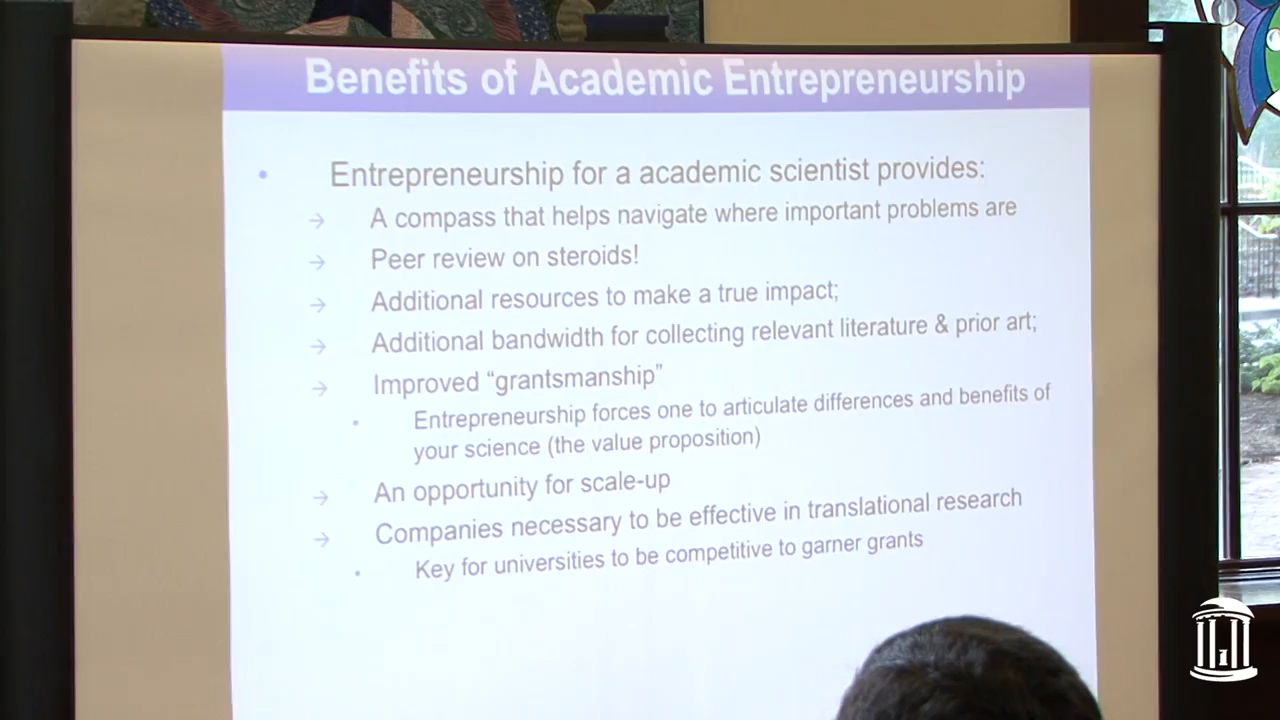 Benefits of Academic Entrepreneurship
• Entrepreneurship for a academic scientist provides:
→ A compass that helps navigate where important problems are
→ Peer review on steroids!
→ Additional resources to make a true impact;
→ Additional bandwidth for collecting relevant literature & prior art;
→ Improved “grantsmanship”
• Entrepreneurship forces one to articulate differences and benefits of
your science (the value proposition)
→ An opportunity for scale-up
→ Companies necessary to be effective in translational research
• Key for universities to be competitive to garner grants